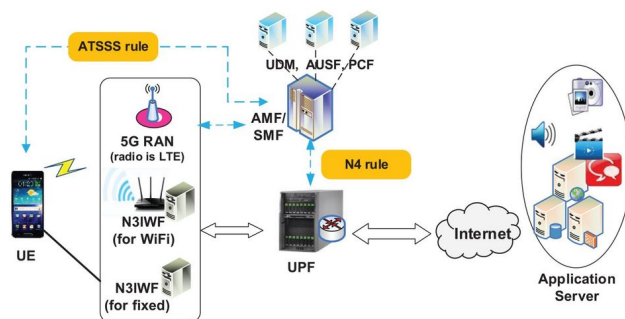 ATSSS rule
UDM, AUSF, PCF
5G RAN
(radio is LTE)
AMF/
SMF
N4 rule
N3IWF
(for WiFi)
UE
UPF
Internet
N3IWF
(for fixed)
Application
Server